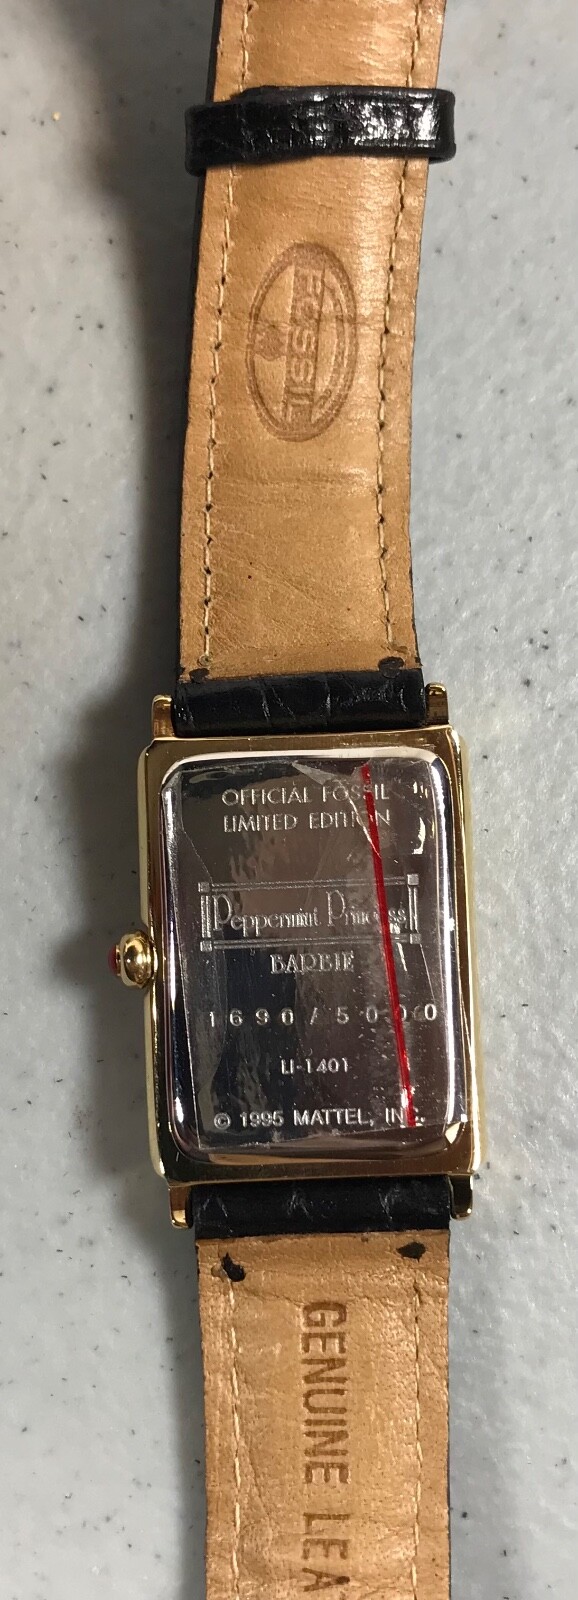 FOSSIL
OFFICIAL FOSSIL
LIMITED EDITION
Peppermint Princess
BARBIE
1690/5000
LI-1401
© 1995 MATTEL, INC.
GENUINE LEA